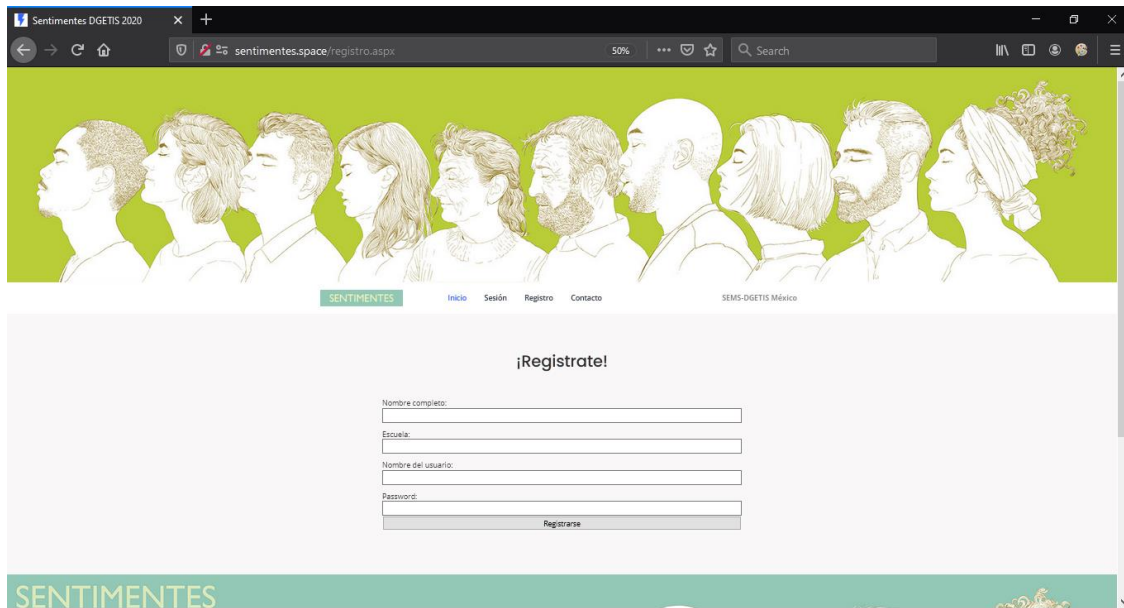 Sentimentes DGETIS 2020
sentimentes.space/registro.aspx 50% Search
SENTIMENTES Inicio Sesión Registro Contacto SEMS-DGETIS México
¡Registrate!
Nombre completo:
Escuela:
Nombre del usuario:
Password:
Registrarse
SENTIMENTES